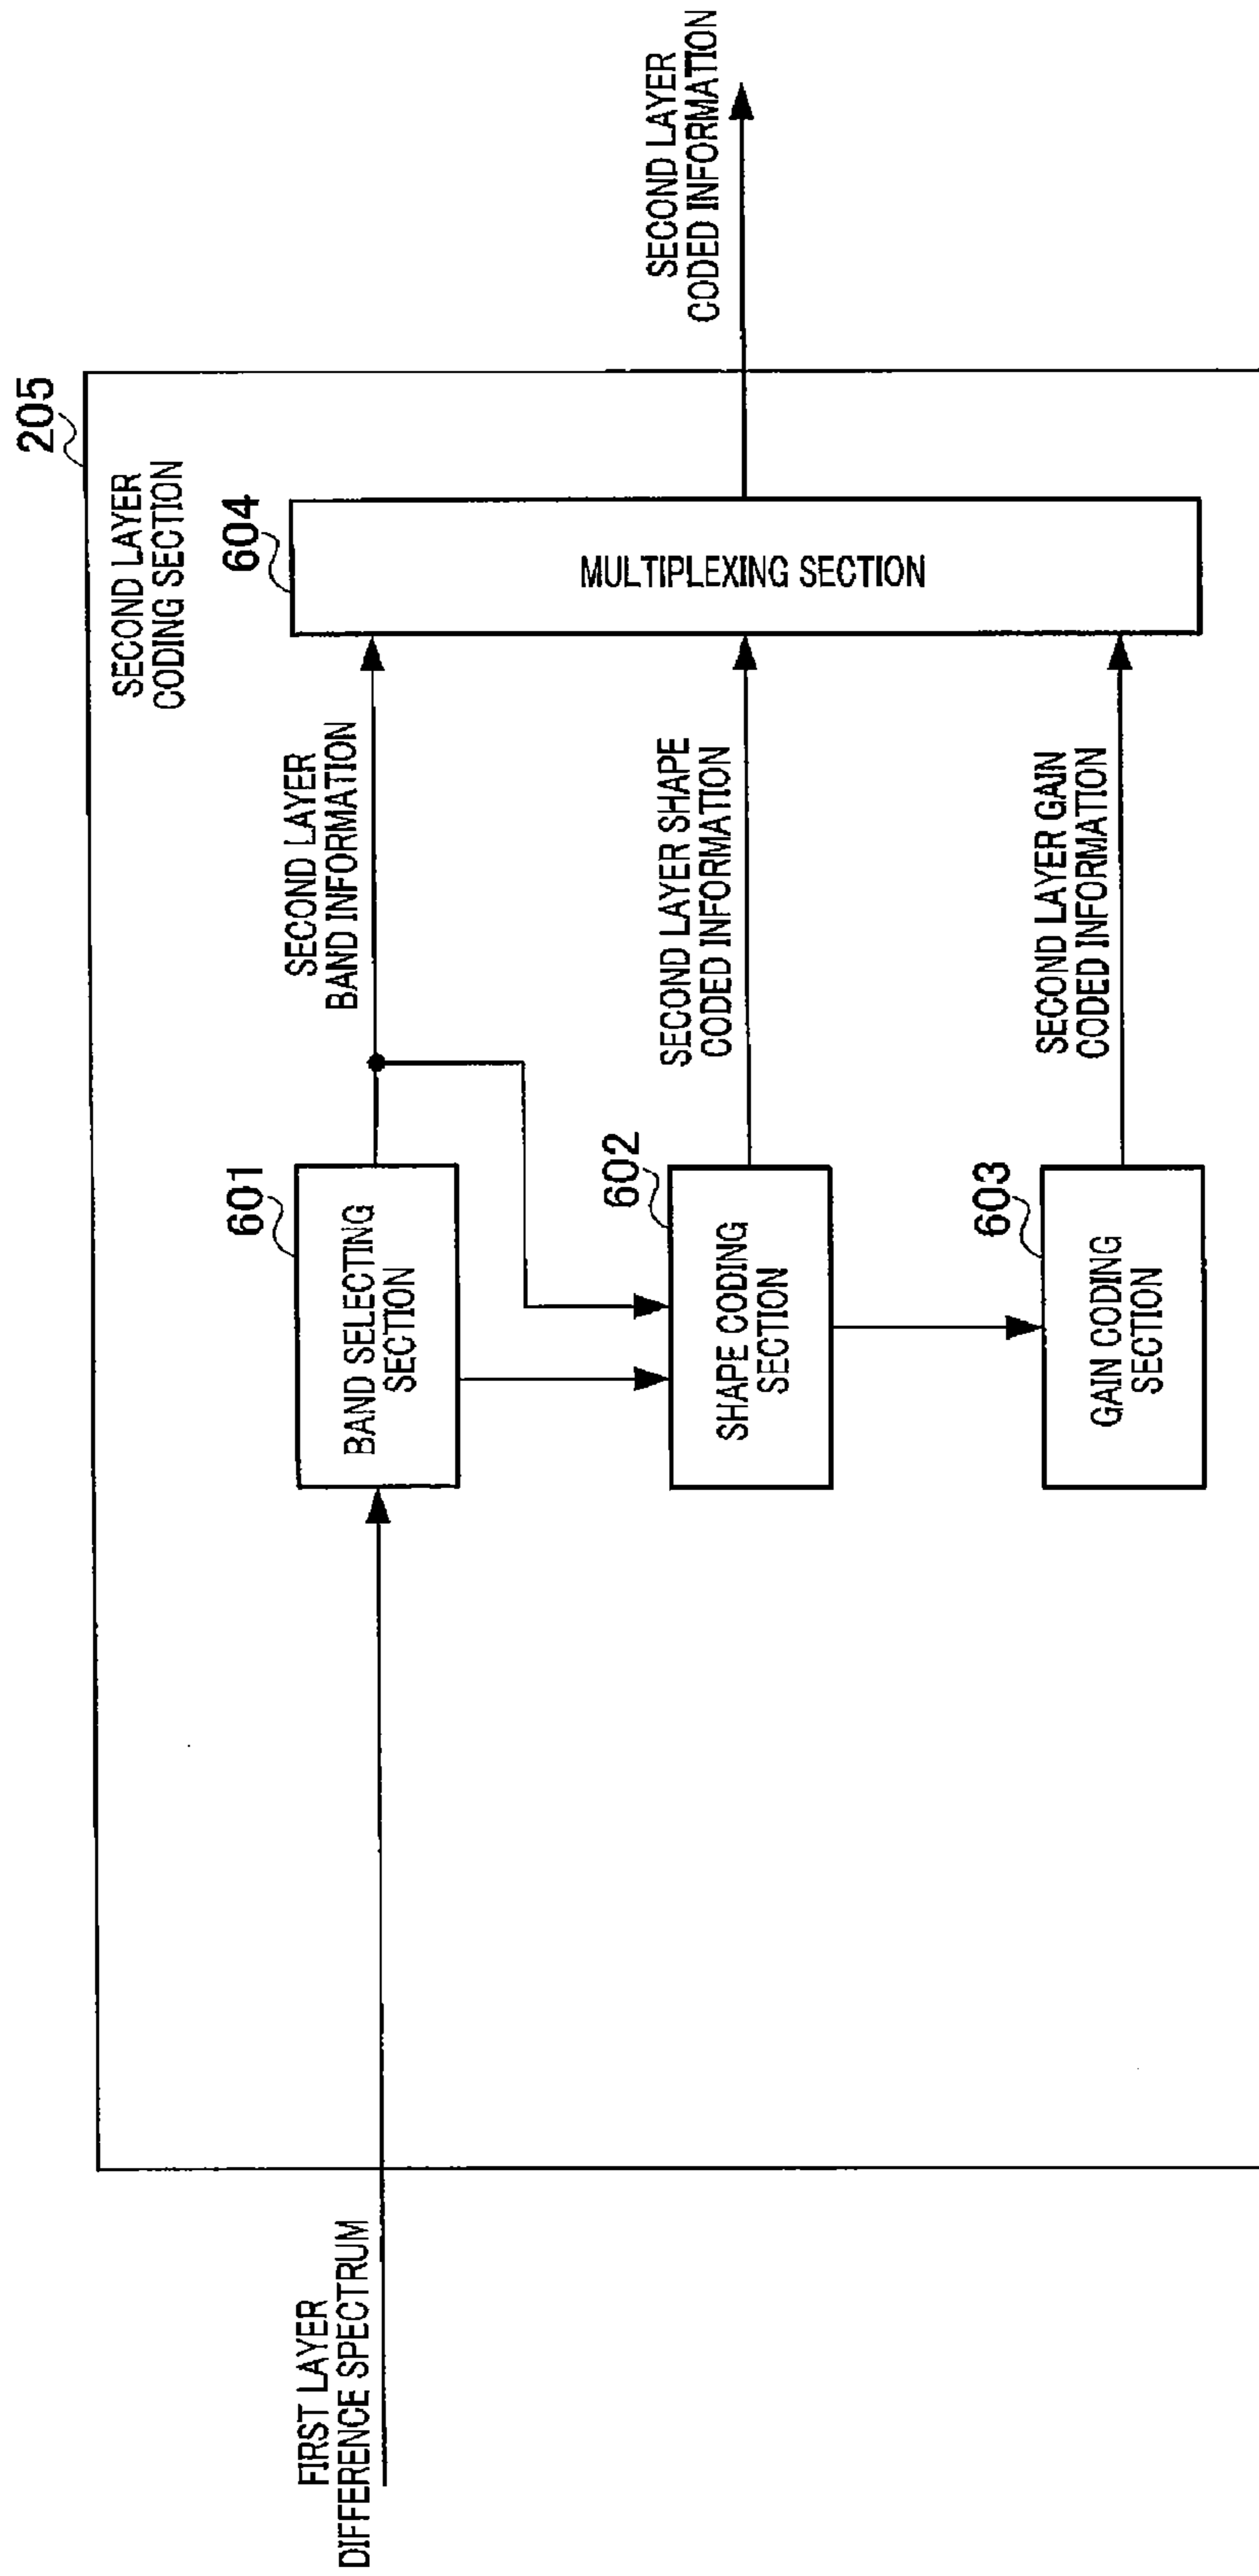 205
SECOND LAYER
CODING SECTION
FIRST LAYER
DIFFERENCE SPECTRUM
601
BAND SELECTING
SECTION
SECOND LAYER
BAND INFORMATION
604
MULTIPLEXING SECTION
SECOND LAYER
CODED INFORMATION
602
SHAPE CODING
SECTION
SECOND LAYER SHAPE
CODED INFORMATION
603
GAIN CODING
SECTION
SECOND LAYER GAIN
CODED INFORMATION